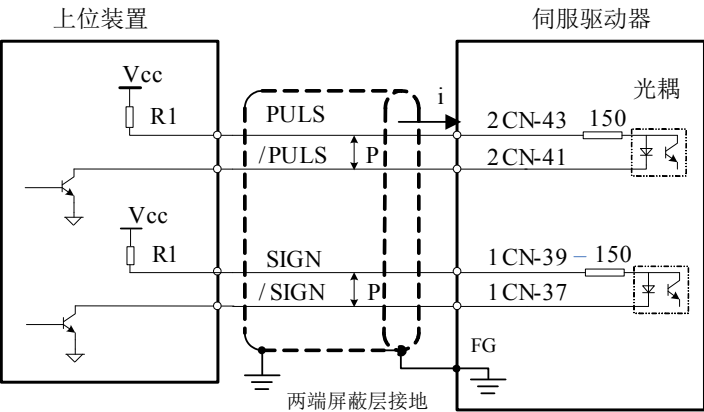 上位装置
伺服驱动器
Vcc
R1
PULS
i
2CN-43
150
光耦
/PULS
P
2CN-41
Vcc
R1
SIGN
1CN-39
150
/SIGN
P
1CN-37
FG
两端屏蔽层接地